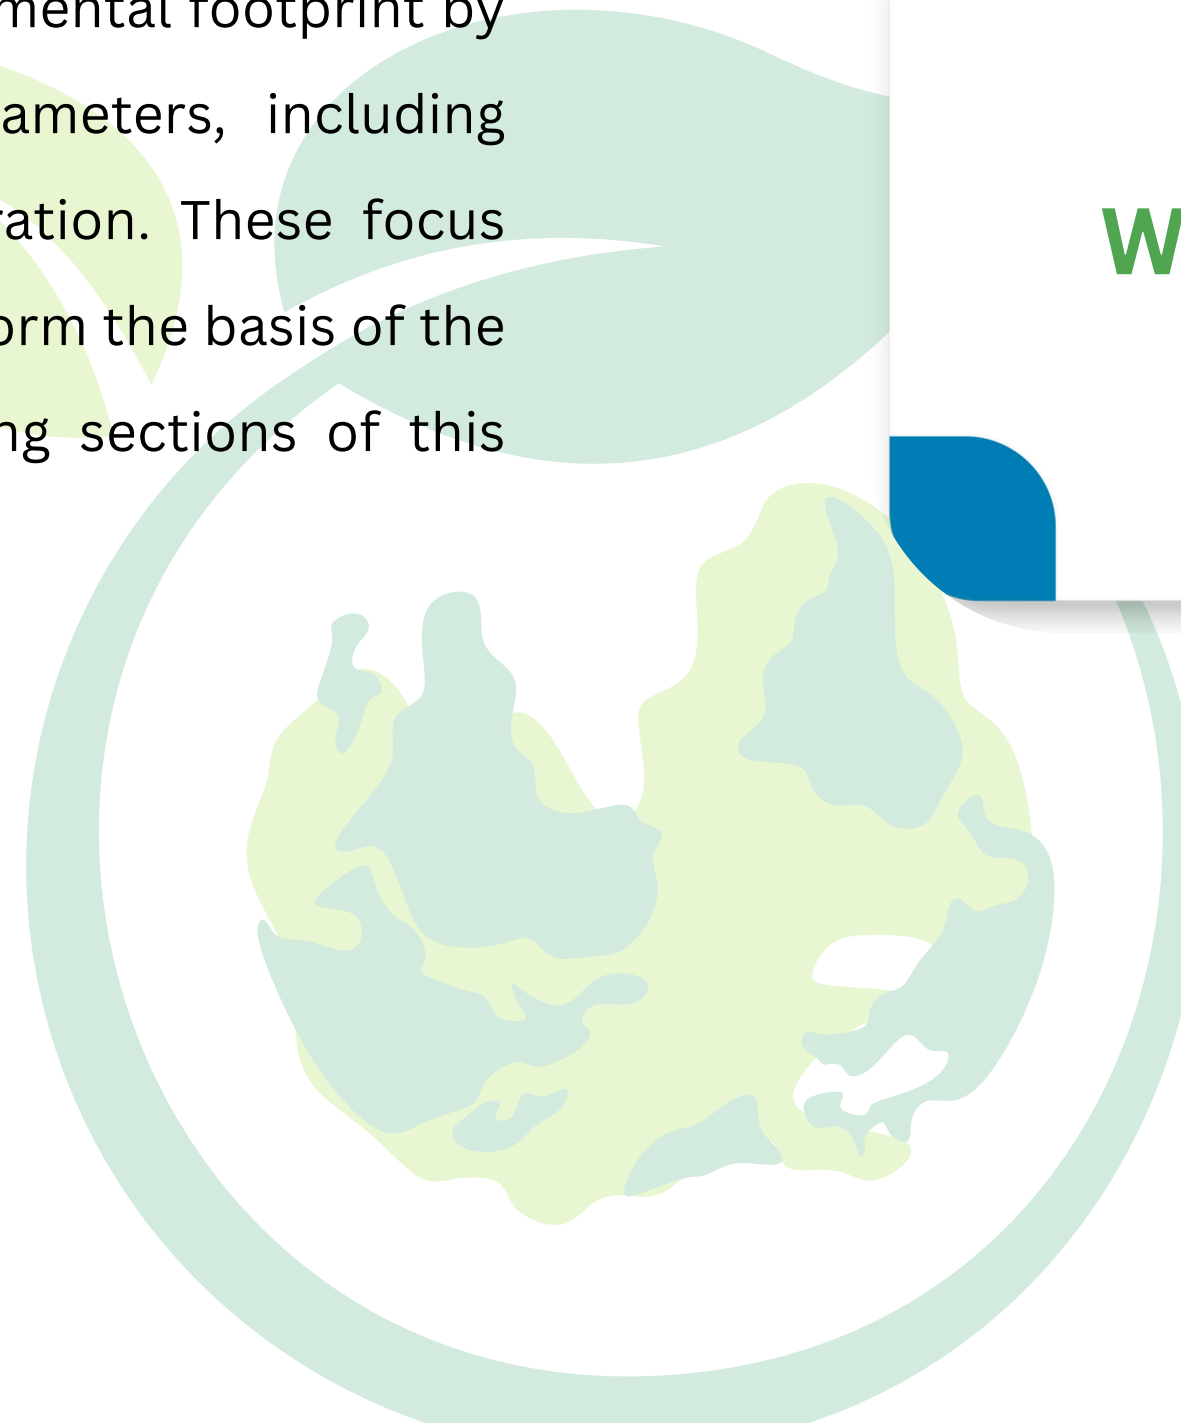 mental footprint by
ameters, including
ration. These focus
orm the basis of the
ng sections of this
W